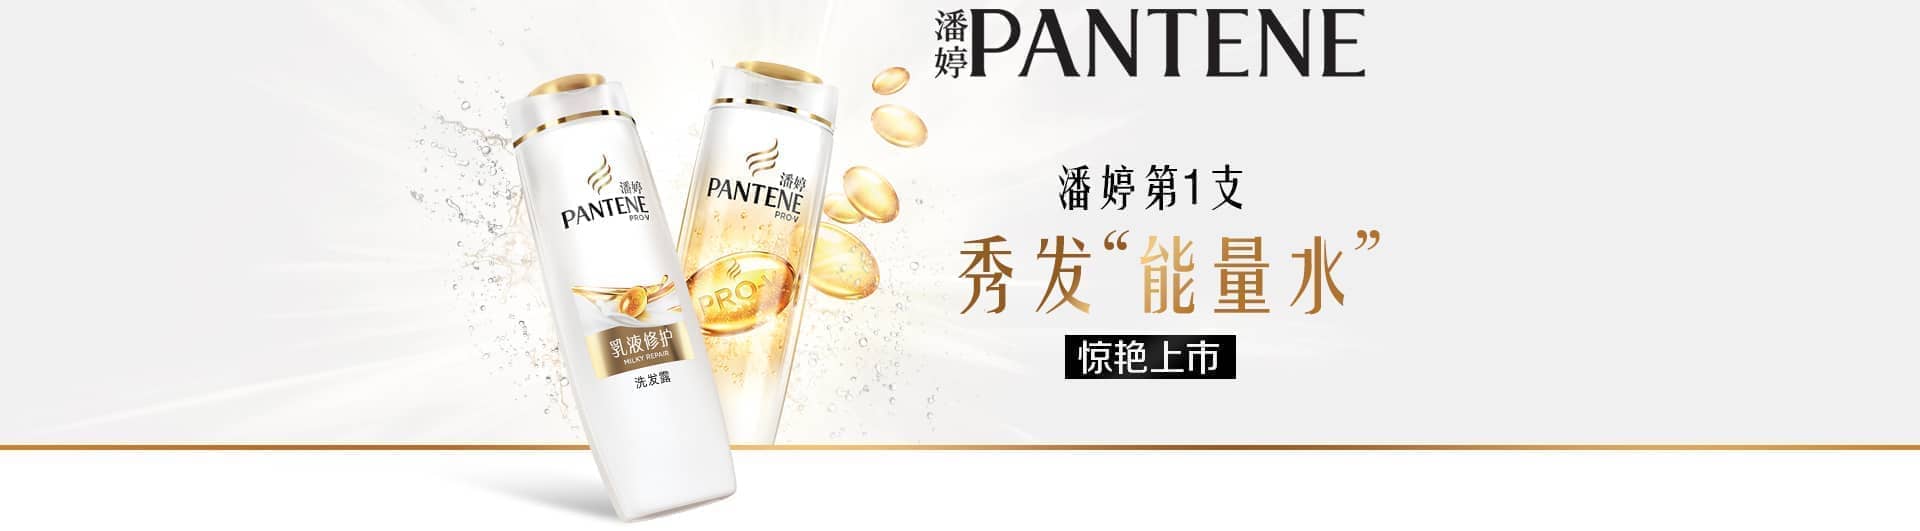 潘婷PANTENE
潘婷第1支
秀发“能量水”
惊艳上市
潘婷
PANTENE
PRO-V
乳液修护
MILKY REPAIR
洗发露
潘婷
PANTENE
PRO-V
PRO-V